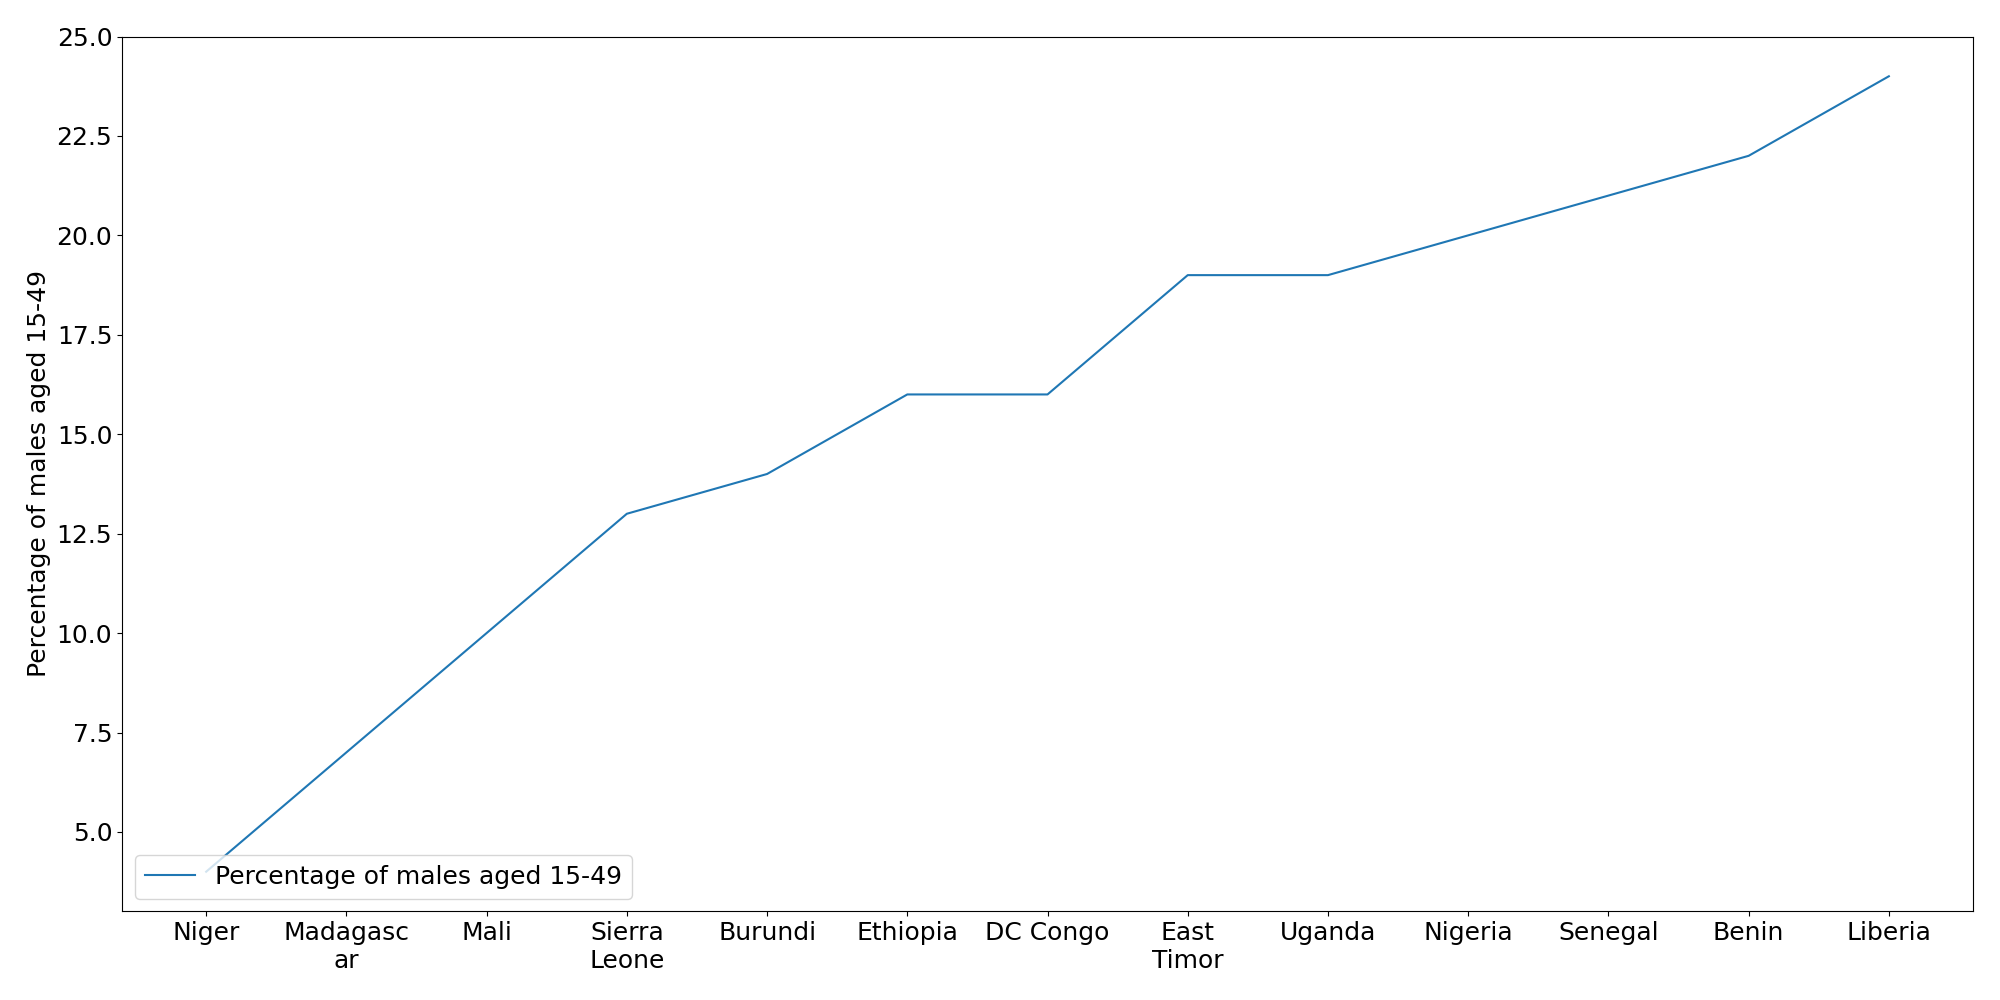 25.0
22.5
20.0
17.5
15.0
12.5
10.0
7.5
5.0
Percentage of males aged 15-49
Percentage of males aged 15-49
Niger Madagasc Mali Sierra Burundi Ethiopia DC Congo East Uganda Nigeria Senegal Benin Liberia
ar Leone Timor